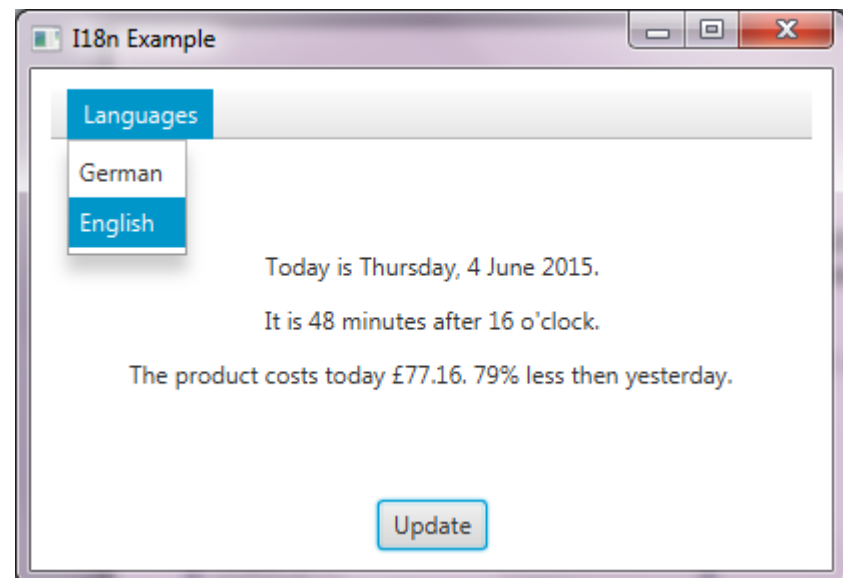 I18n Example
Languages
German
English
Today is Thursday, 4 June 2015.
It is 48 minutes after 16 o'clock.
The product costs today £77.16. 79% less then yesterday.
Update